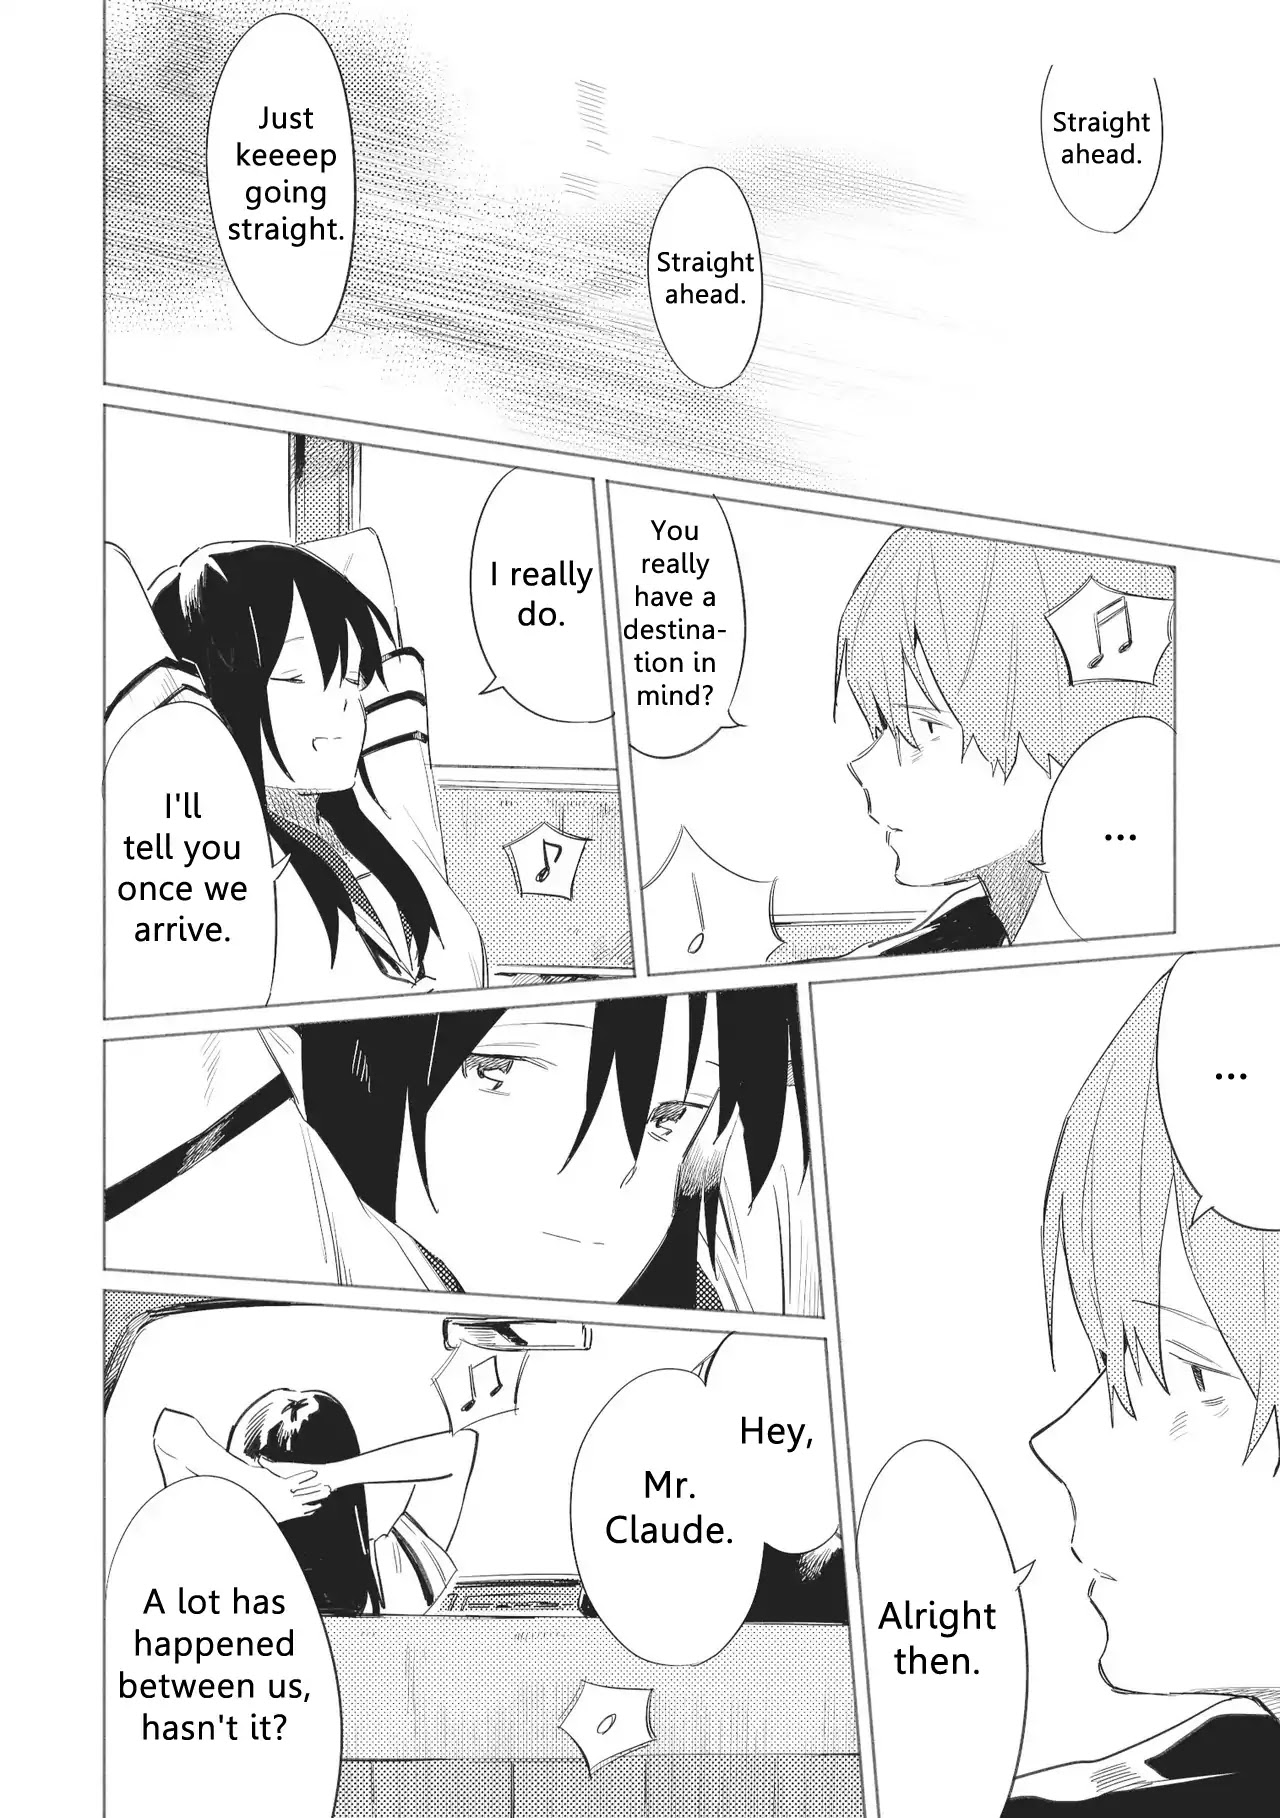 Straight
ahead.
Straight
ahead.
Just
keeeep
going
straight.
...
You
really
have a
destina-
tion in
mind?
I really
do.
I'll
tell you
once we
arrive.
...
Alright
then.
Hey,
Mr.
Claude.
A lot has
happened
between us,
hasn't it?